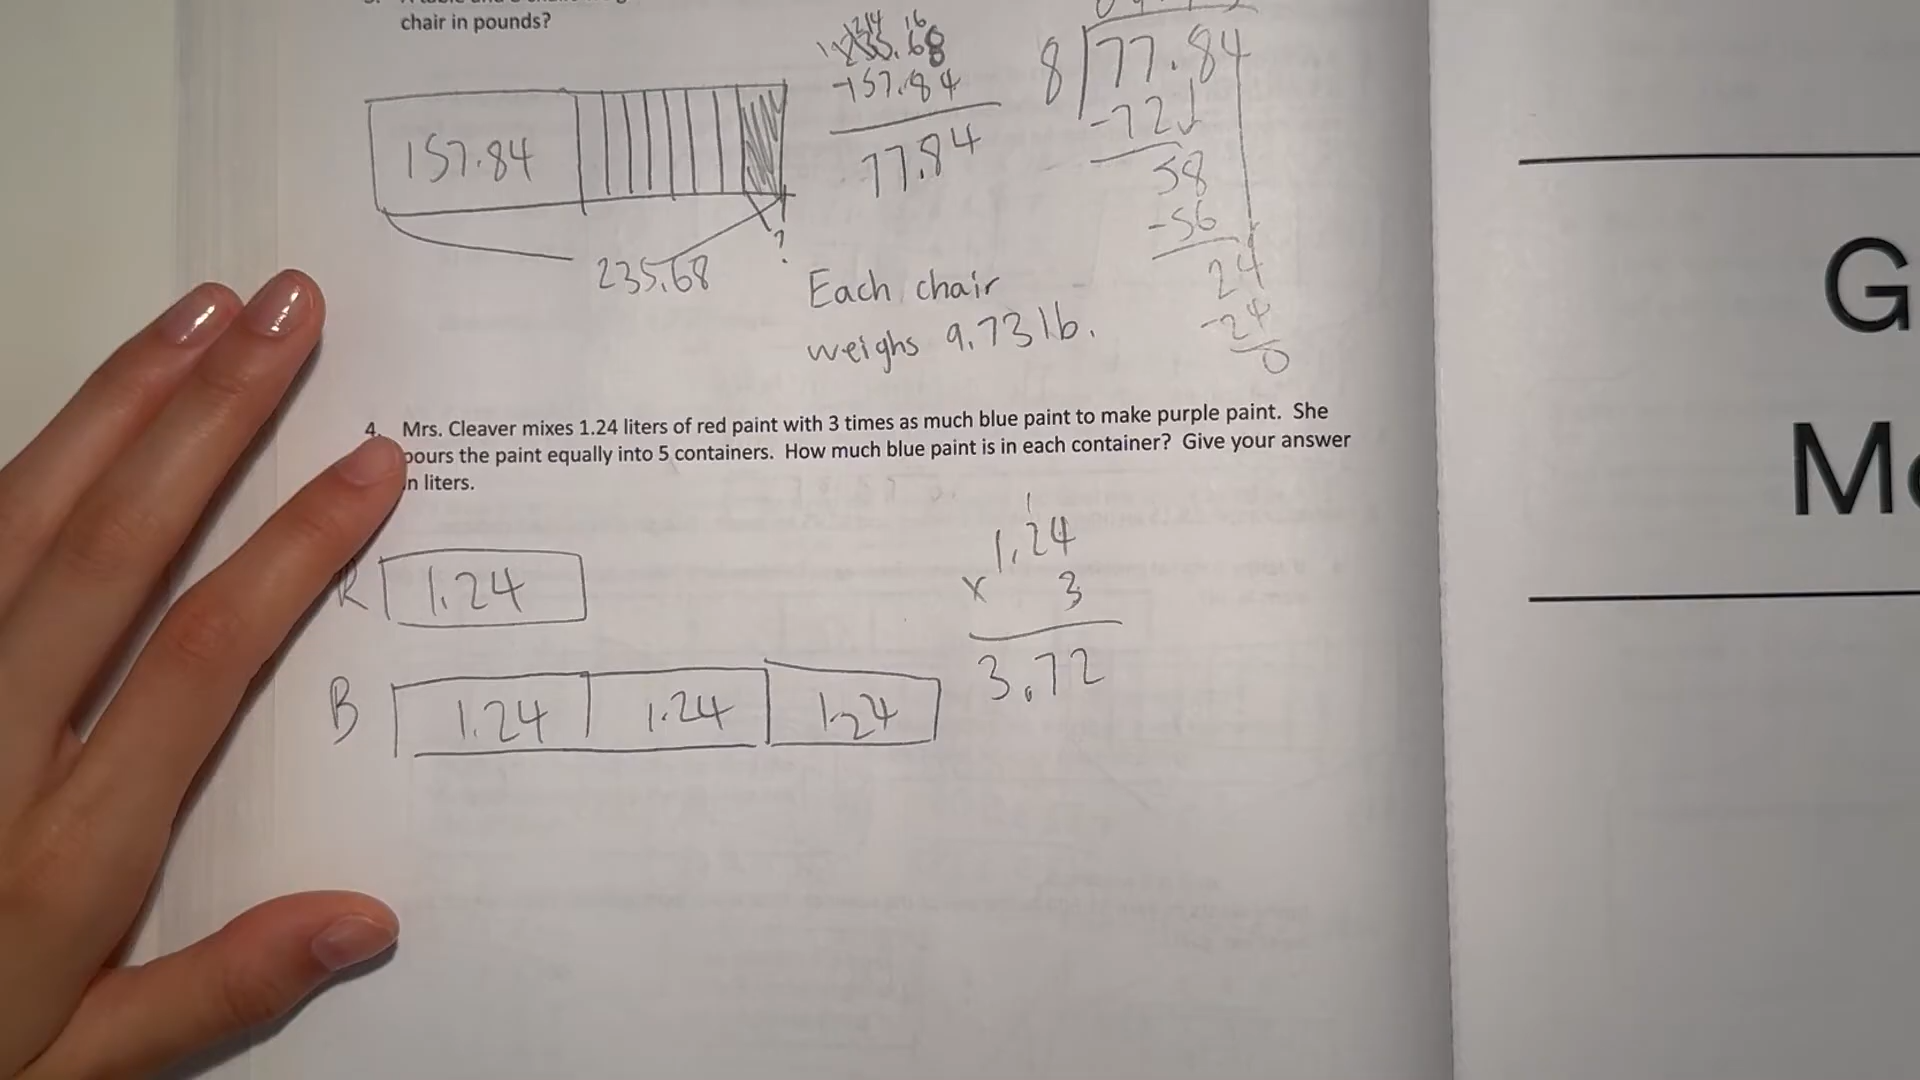 chair in pounds?
235.68
-157.84
77.84
8 77.84
-72
58
-56
24
-24
0
157.84
?
235.68
Each chair
weighs 9.73 lb.
4. Mrs. Cleaver mixes 1.24 liters of red paint with 3 times as much blue paint to make purple paint. She
pours the paint equally into 5 containers. How much blue paint is in each container? Give your answer
n liters.
R 1.24
B 1.24 1.24 1.24
1
1.24
x 3
3.72
G
M